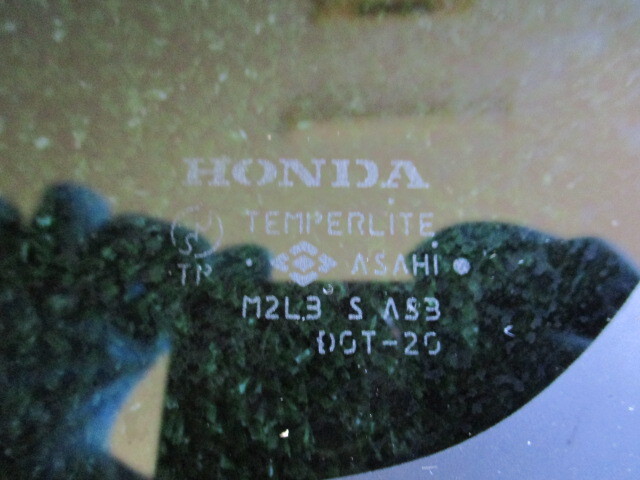 HONDA
TEMPERLITE
S
TP ASAHI
M2L3 S AS3
DOT-20